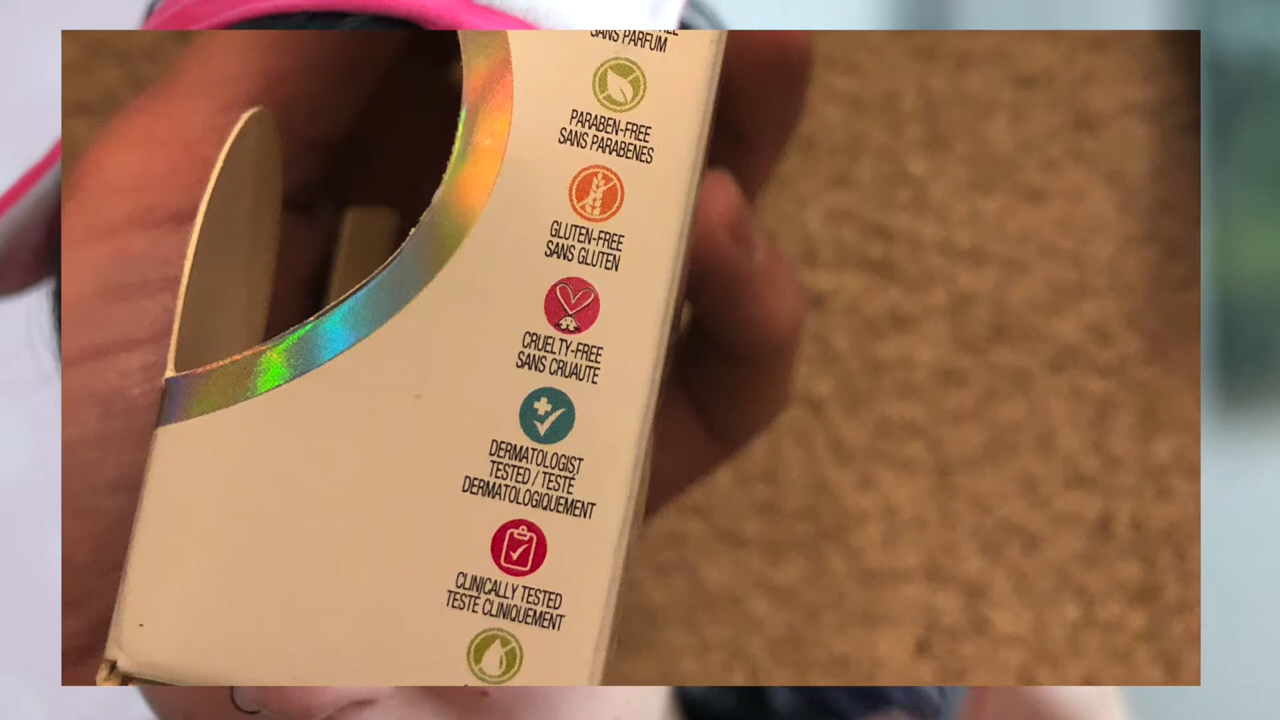 SANS PARFUM
PARABEN-FREE
SANS PARABENES
GLUTEN-FREE
SANS GLUTEN
CRUELTY-FREE
SANS CRUAUTE
DERMATOLOGIST
TESTED / TESTÉ
DERMATOLOGIQUEMENT
CLINICALLY TESTED
TESTÉ CLINIQUEMENT